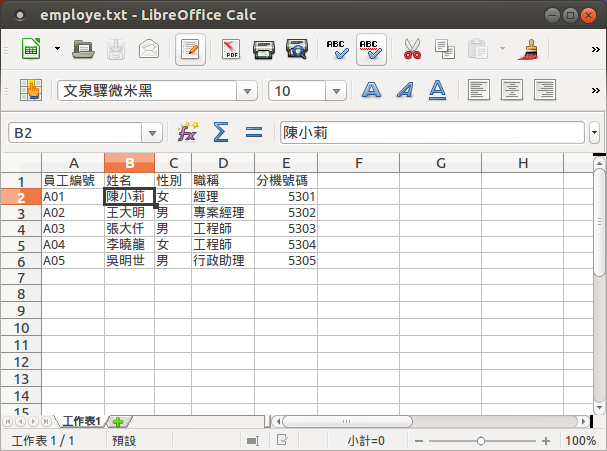 employe.txt - LibreOffice Calc
PDF ABC ABC
文泉驛微米黑 10 A A A
B2 fx Σ = 陳小莉
A B C D E F G H
1 員工編號 姓名 性別 職稱 分機號碼
2 A01 陳小莉 女 經理 5301
3 A02 王大明 男 專案經理 5302
4 A03 張大仟 男 工程師 5303
5 A04 李曉龍 女 工程師 5304
6 A05 吳明世 男 行政助理 5305
7
8
9
10
11
12
13
14
15
工作表1
工作表 1 / 1 預設 小計=0 100%